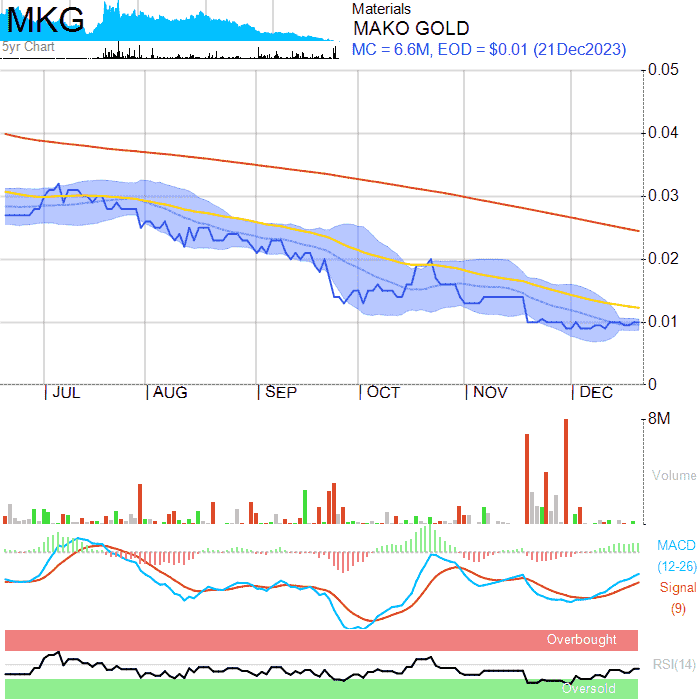 MKG
5yr Chart
Materials
MAKO GOLD
MC = 6.6M, EOD = $0.01 (21Dec2023)
0.05
0.04
0.03
0.02
0.01
0
JUL AUG SEP OCT NOV DEC
8M
Volume
MACD
(12-26)
Signal
(9)
Overbought
RSI(14)
Oversold